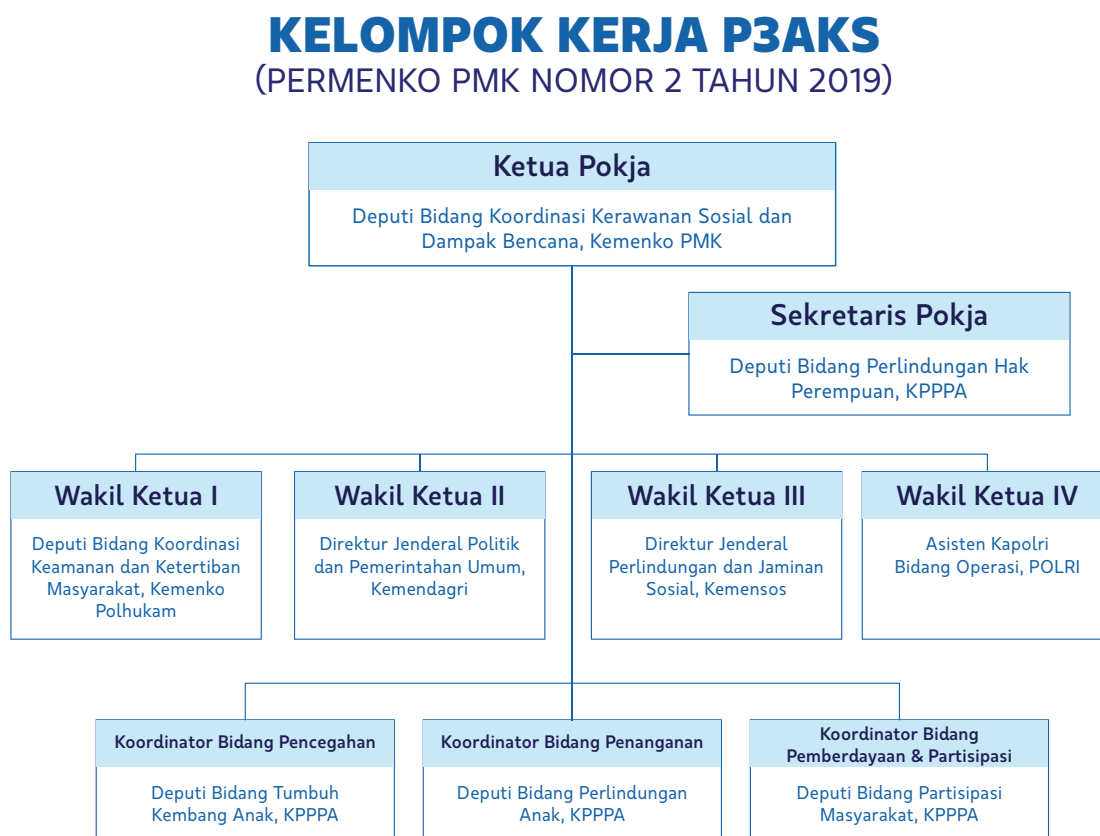 KELOMPOK KERJA P3AKS
(PERMENKO PMK NOMOR 2 TAHUN 2019)
Ketua Pokja
Deputi Bidang Koordinasi Kerawanan Sosial dan
Dampak Bencana, Kemenko PMK
Sekretaris Pokja
Deputi Bidang Perlindungan Hak
Perempuan, KPPPA
Wakil Ketua I
Deputi Bidang Koordinasi
Keamanan dan Ketertiban
Masyarakat, Kemenko
Polhukam
Wakil Ketua II
Direktur Jenderal Politik
dan Pemerintahan Umum,
Kemendagri
Wakil Ketua III
Direktur Jenderal
Perlindungan dan Jaminan
Sosial, Kemensos
Wakil Ketua IV
Asisten Kapolri
Bidang Operasi, POLRI
Koordinator Bidang Pencegahan
Deputi Bidang Tumbuh
Kembang Anak, KPPPA
Koordinator Bidang Penanganan
Deputi Bidang Perlindungan
Anak, KPPPA
Koordinator Bidang
Pemberdayaan & Partisipasi
Deputi Bidang Partisipasi
Masyarakat, KPPPA